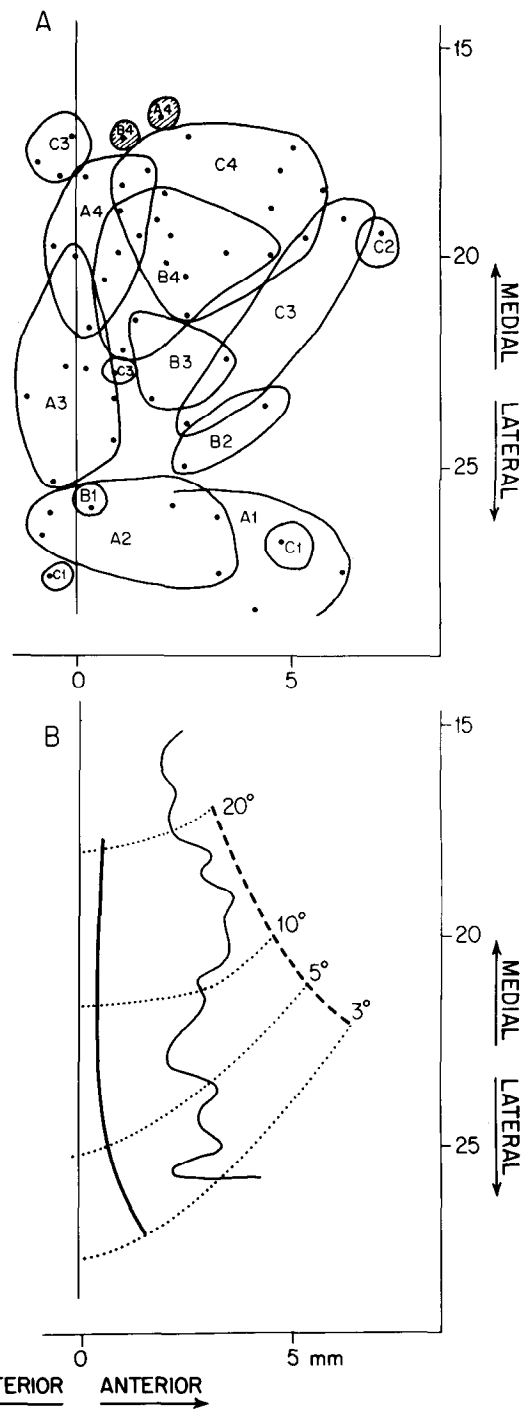 A
15
C3
B4
A4
C4
A4
C2
20
B4
C3
MEDIAL
B3
C3
A3
LATERAL
B2
25
B1
A1
A2
C1
C1
0
5
B
15
20°
10°
20
5°
MEDIAL
3°
LATERAL
25
0
5 mm
TERIOR ANTERIOR